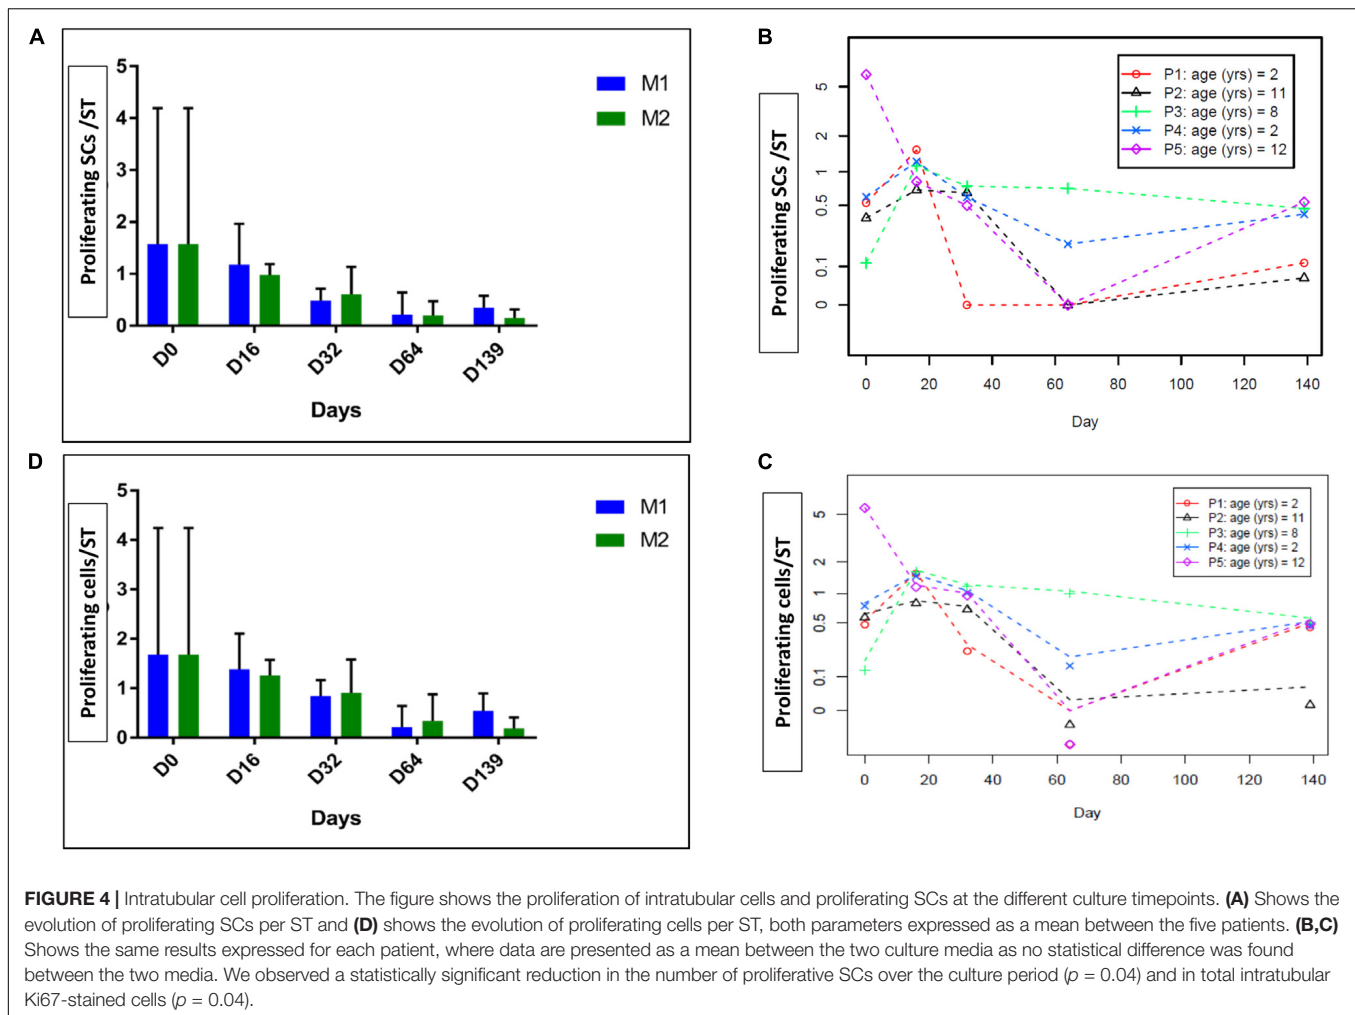 A
Proliferating SCs /ST
5
4
3
2
1
0
M1
M2
D0
D16
D32
D64
D139
Days
B
Proliferating SCs /ST
5
2
1
0.5
0.1
0
P1: age (yrs) = 2
P2: age (yrs) = 11
P3: age (yrs) = 8
P4: age (yrs) = 2
P5: age (yrs) = 12
0 20 40 60 80 100 120 140
Day
D
Proliferating cells/ST
5
4
3
2
1
0
M1
M2
D0
D16
D32
D64
D139
Days
C
Proliferating cells/ST
5
2
1
0.5
0.1
0
P1: age (yrs) = 2
P2: age (yrs) = 11
P3: age (yrs) = 8
P4: age (yrs) = 2
P5: age (yrs) = 12
0 20 40 60 80 100 120 140
Day
FIGURE 4 | Intratubular cell proliferation. The figure shows the proliferation of intratubular cells and proliferating SCs at the different culture timepoints. (A) Shows the
evolution of proliferating SCs per ST and (D) shows the evolution of proliferating cells per ST, both parameters expressed as a mean between the five patients. (B,C)
Shows the same results expressed for each patient, where data are presented as a mean between the two culture media as no statistical difference was found
between the two media. We observed a statistically significant reduction in the number of proliferative SCs over the culture period (p = 0.04) and in total intratubular
Ki67-stained cells (p = 0.04).